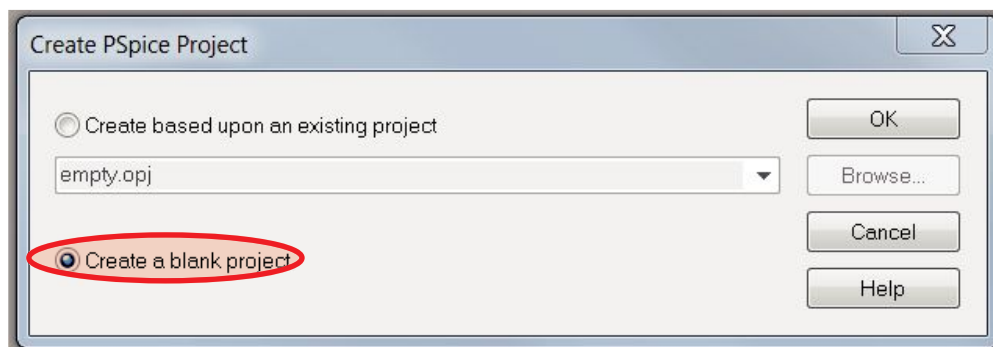 Create PSpice Project
Create based upon an existing project
OK
empty.opj
Browse...
Create a blank project
Cancel
Help